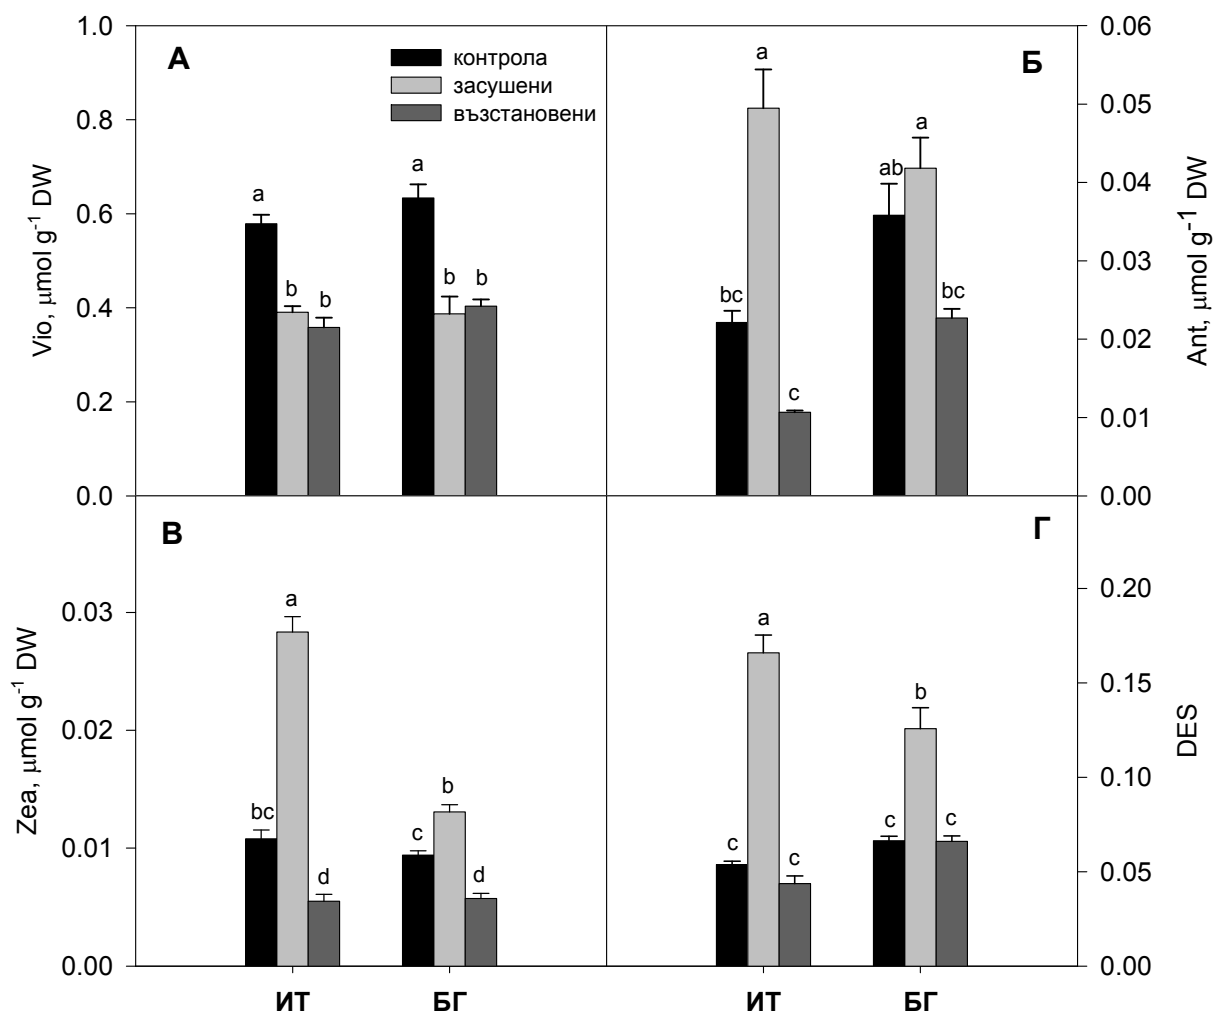 А
контрола
засушени
възстановени
1.0
0.8
0.6
0.4
0.2
0.0
Vio, μmol g⁻¹ DW
a
b
b
a
b
b
Б
0.06
0.05
0.04
0.03
0.02
0.01
0.00
Ant, μmol g⁻¹ DW
bc
a
c
ab
a
bc
В
0.03
0.02
0.01
0.00
Zea, μmol g⁻¹ DW
bc
a
d
c
b
d
ИТ
БГ
Г
0.20
0.15
0.10
0.05
0.00
DES
c
a
c
c
b
c
ИТ
БГ